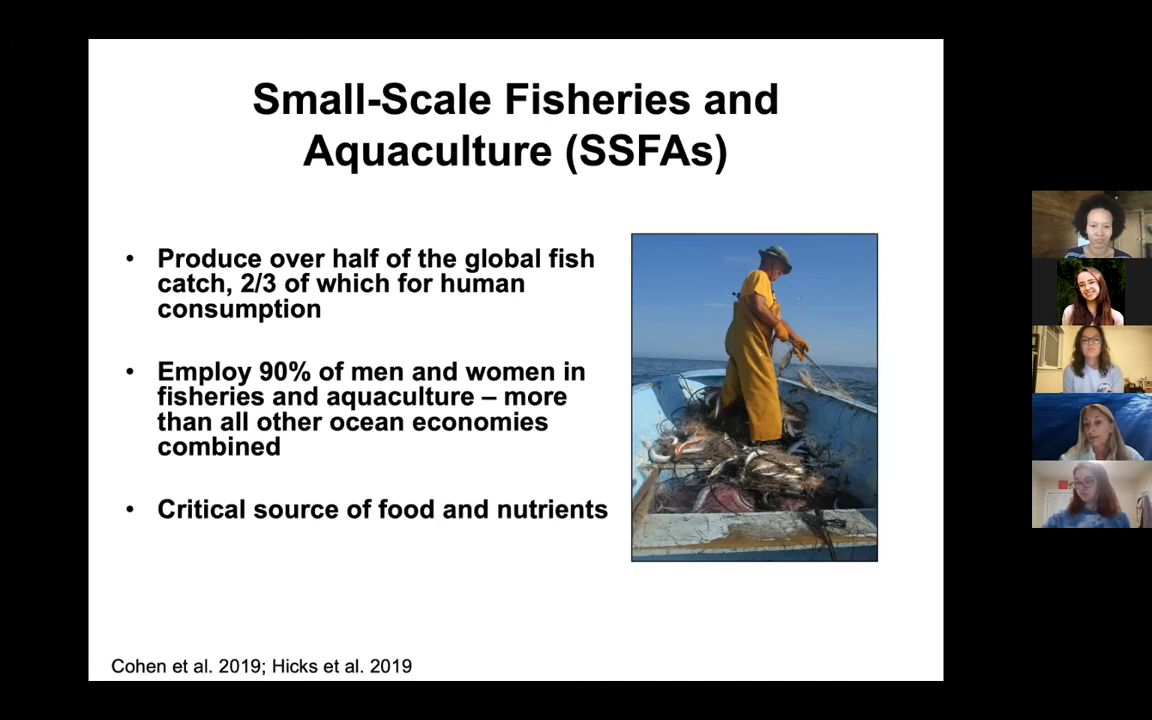 Small-Scale Fisheries and
Aquaculture (SSFAs)
• Produce over half of the global fish
catch, 2/3 of which for human
consumption
• Employ 90% of men and women in
fisheries and aquaculture – more
than all other ocean economies
combined
• Critical source of food and nutrients
Cohen et al. 2019; Hicks et al. 2019